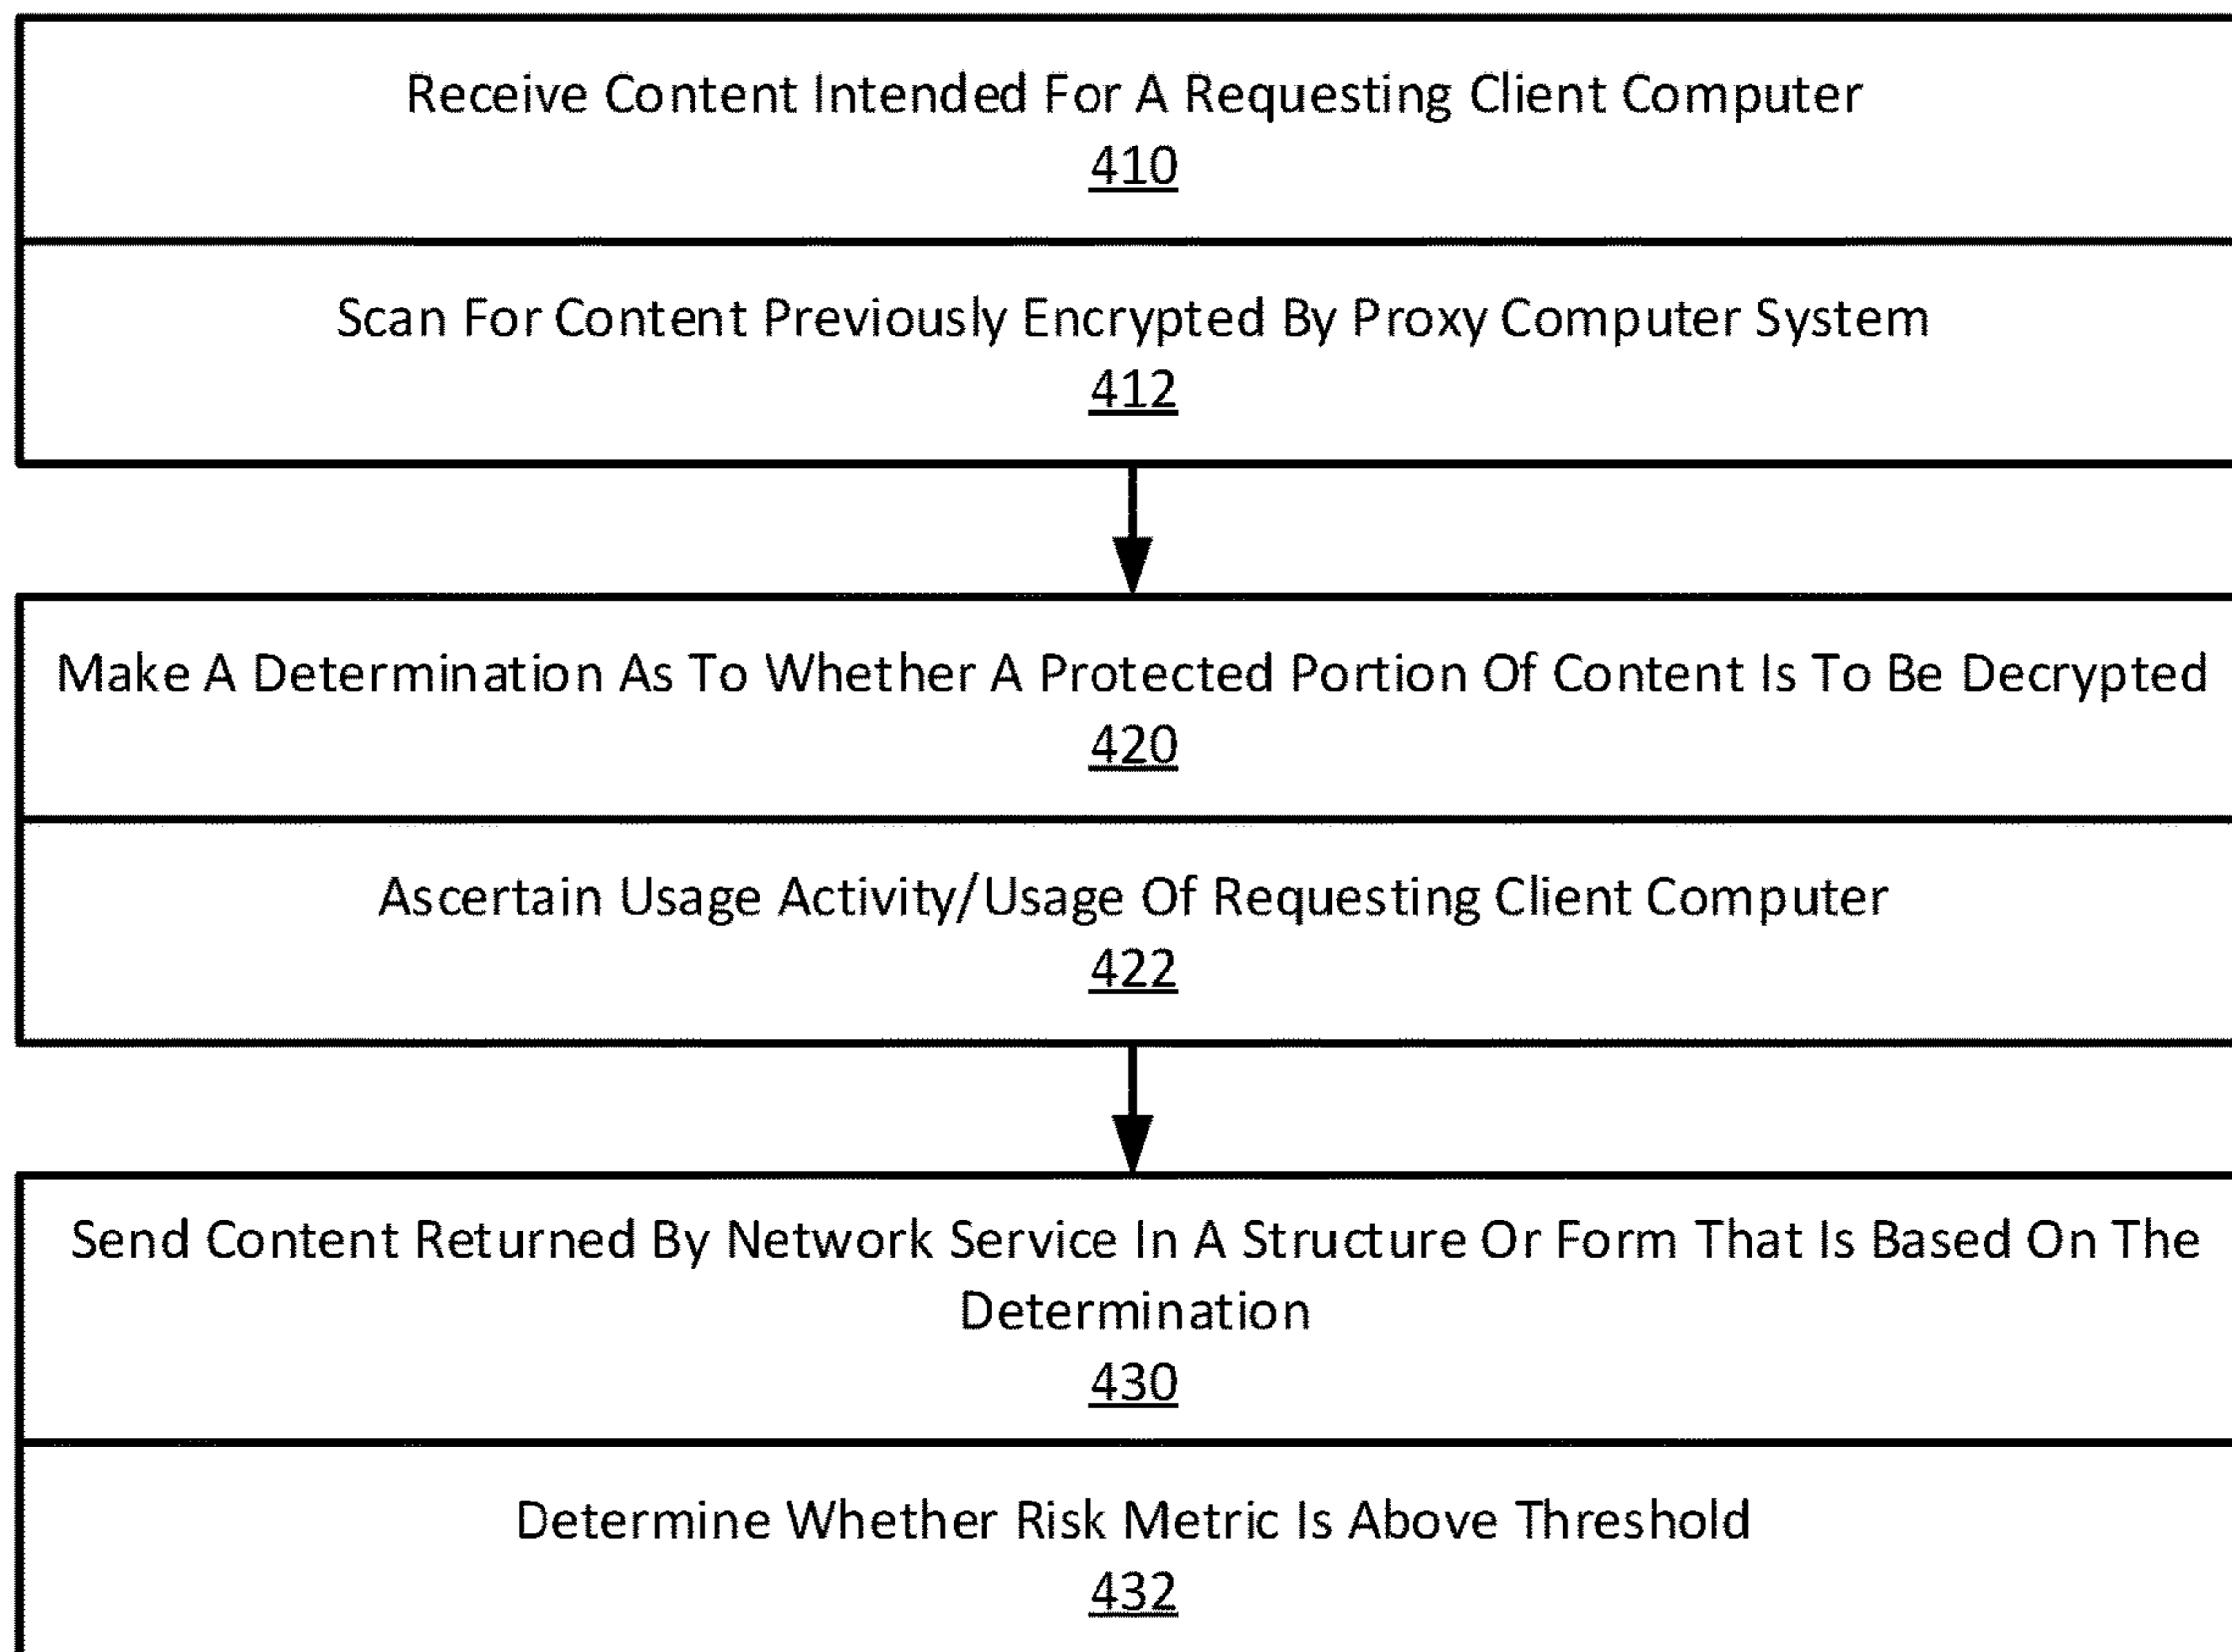 Receive Content Intended For A Requesting Client Computer
410
Scan For Content Previously Encrypted By Proxy Computer System
412
Make A Determination As To Whether A Protected Portion Of Content Is To Be Decrypted
420
Ascertain Usage Activity/Usage Of Requesting Client Computer
422
Send Content Returned By Network Service In A Structure Or Form That Is Based On The
Determination
430
Determine Whether Risk Metric Is Above Threshold
432